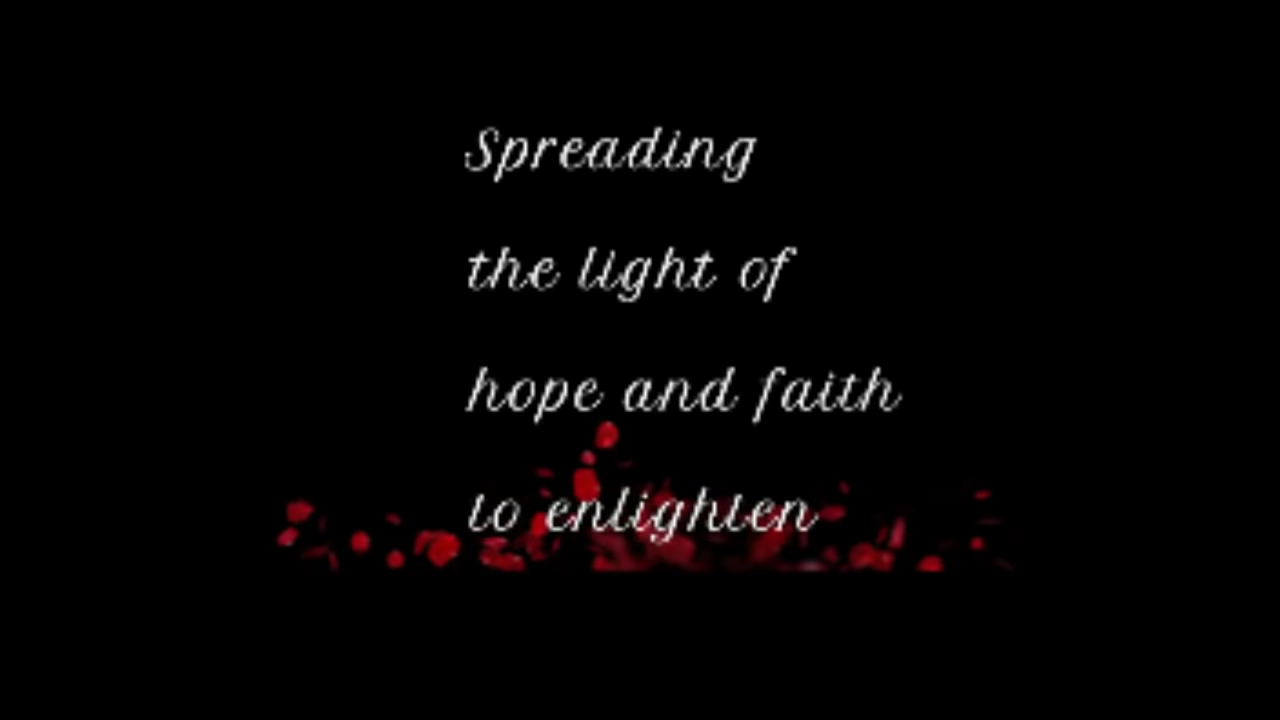 Spreading
the light of
hope and faith
to enlighten